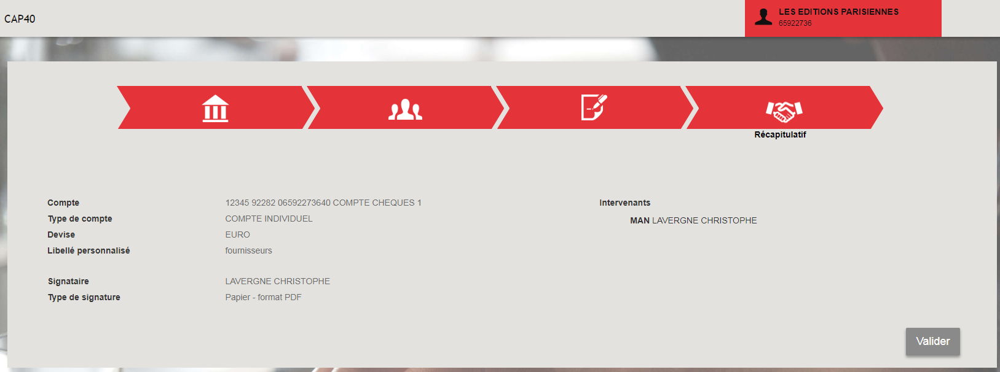 CAP40
LES EDITIONS PARISIENNES
65922736
Récapitulatif
Compte 12345 92282 06592273640 COMPTE CHEQUES 1
Type de compte COMPTE INDIVIDUEL
Devise EURO
Libellé personnalisé fournisseurs
Signataire LAVERGNE CHRISTOPHE
Type de signature Papier - format PDF
Intervenants
MAN LAVERGNE CHRISTOPHE
Valider